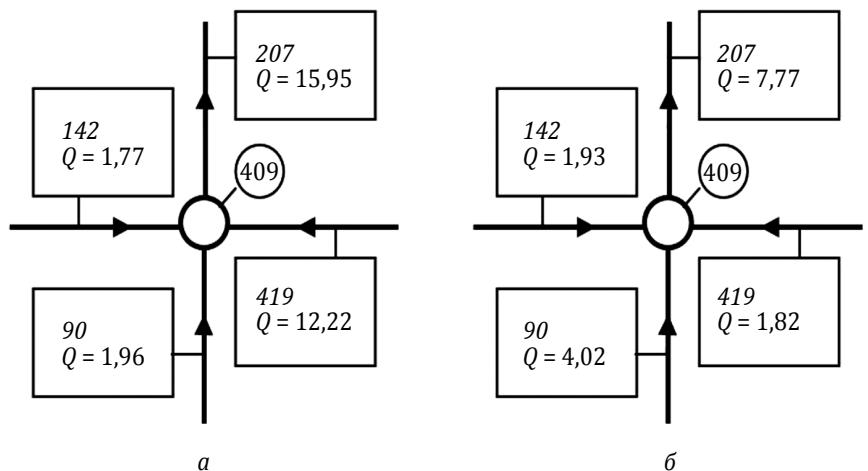 207
Q = 15,95
142
Q = 1,77
409
419
Q = 12,22
90
Q = 1,96
а
207
Q = 7,77
142
Q = 1,93
409
419
Q = 1,82
90
Q = 4,02
б